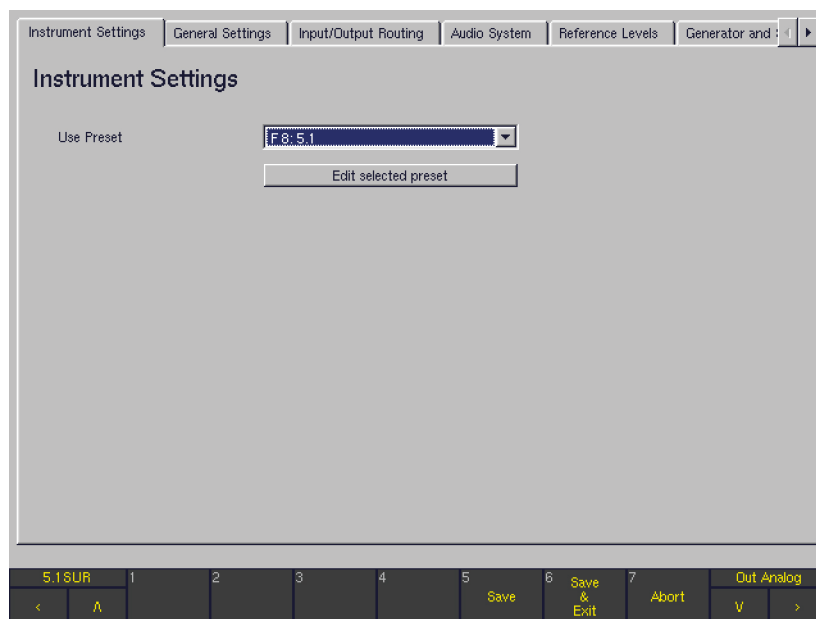 Instrument Settings General Settings Input/Output Routing Audio System Reference Levels Generator and
Instrument Settings
Use Preset F 8: 5.1
Edit selected preset
5.1SUR 1 2 3 4 5 Save 6 Save & Exit 7 Abort Out Analog
< Λ V >